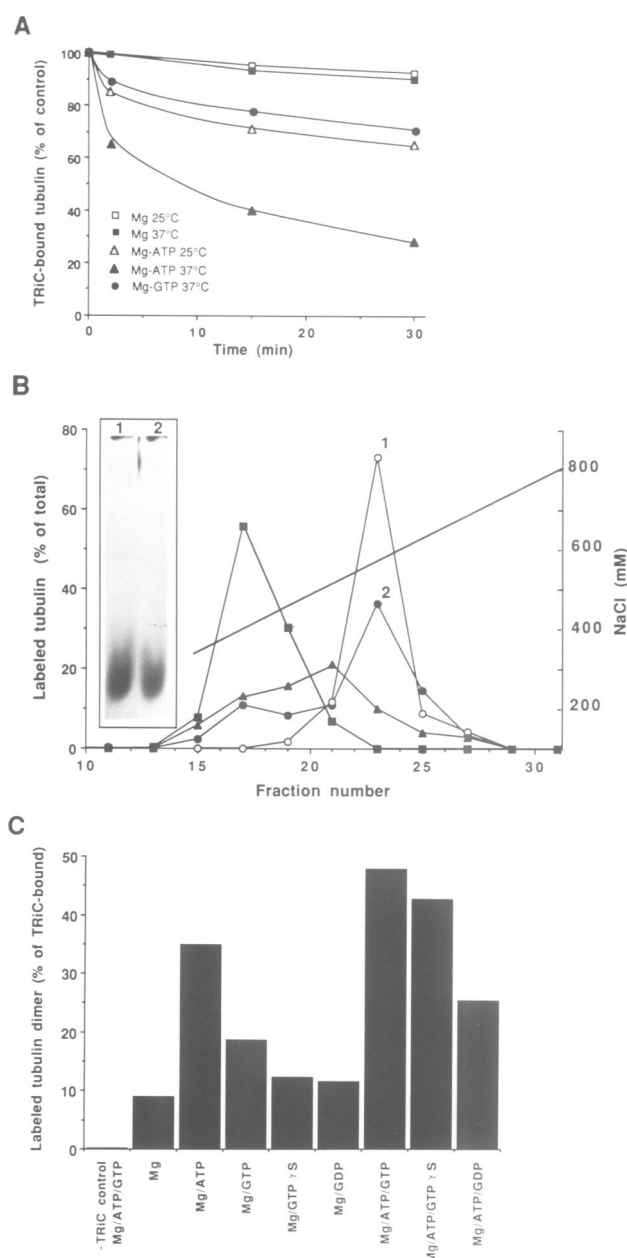 A
TRiC-bound tubulin (% of control)
100
80
60
40
20
0
Mg 25°C
Mg 37°C
Mg-ATP 25°C
Mg-ATP 37°C
Mg-GTP 37°C
0 10 20 30
Time (min)
B
Labeled tubulin (% of total)
80
60
40
20
0
1 2
1
2
800
600
400
200
NaCl (mM)
10 15 20 25 30
Fraction number
C
Labeled tubulin dimer (% of TRiC-bound)
50
40
30
20
10
0
-TRiC control
Mg/ATP/GTP
Mg
Mg/ATP
Mg/GTP
Mg/GTP γ S
Mg/GDP
Mg/ATP/GTP
Mg/ATP/GTP γ S
Mg/ATP/GDP